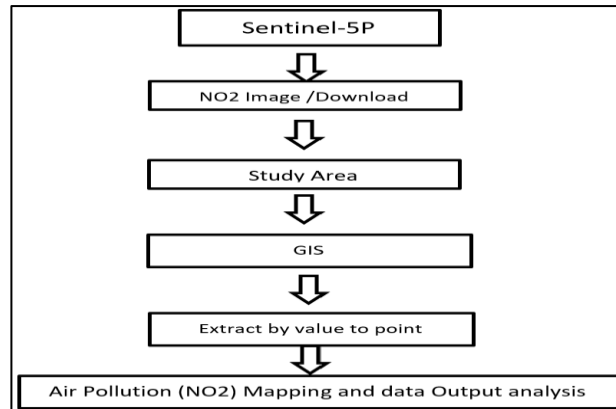 Sentinel-5P
NO2 Image /Download
Study Area
GIS
Extract by value to point
Air Pollution (NO2) Mapping and data Output analysis